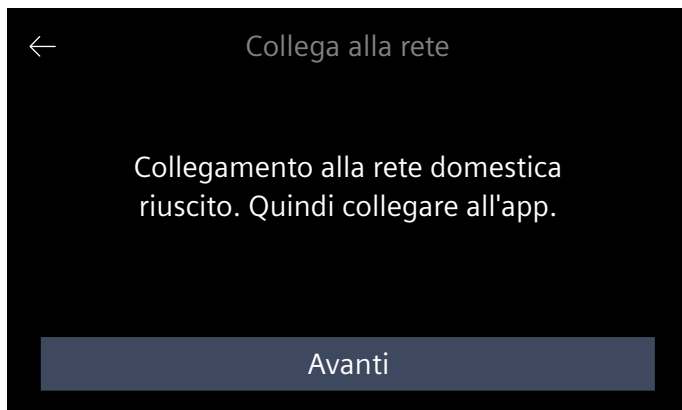 Collega alla rete
Collegamento alla rete domestica
riuscito. Quindi collegare all'app.
Avanti